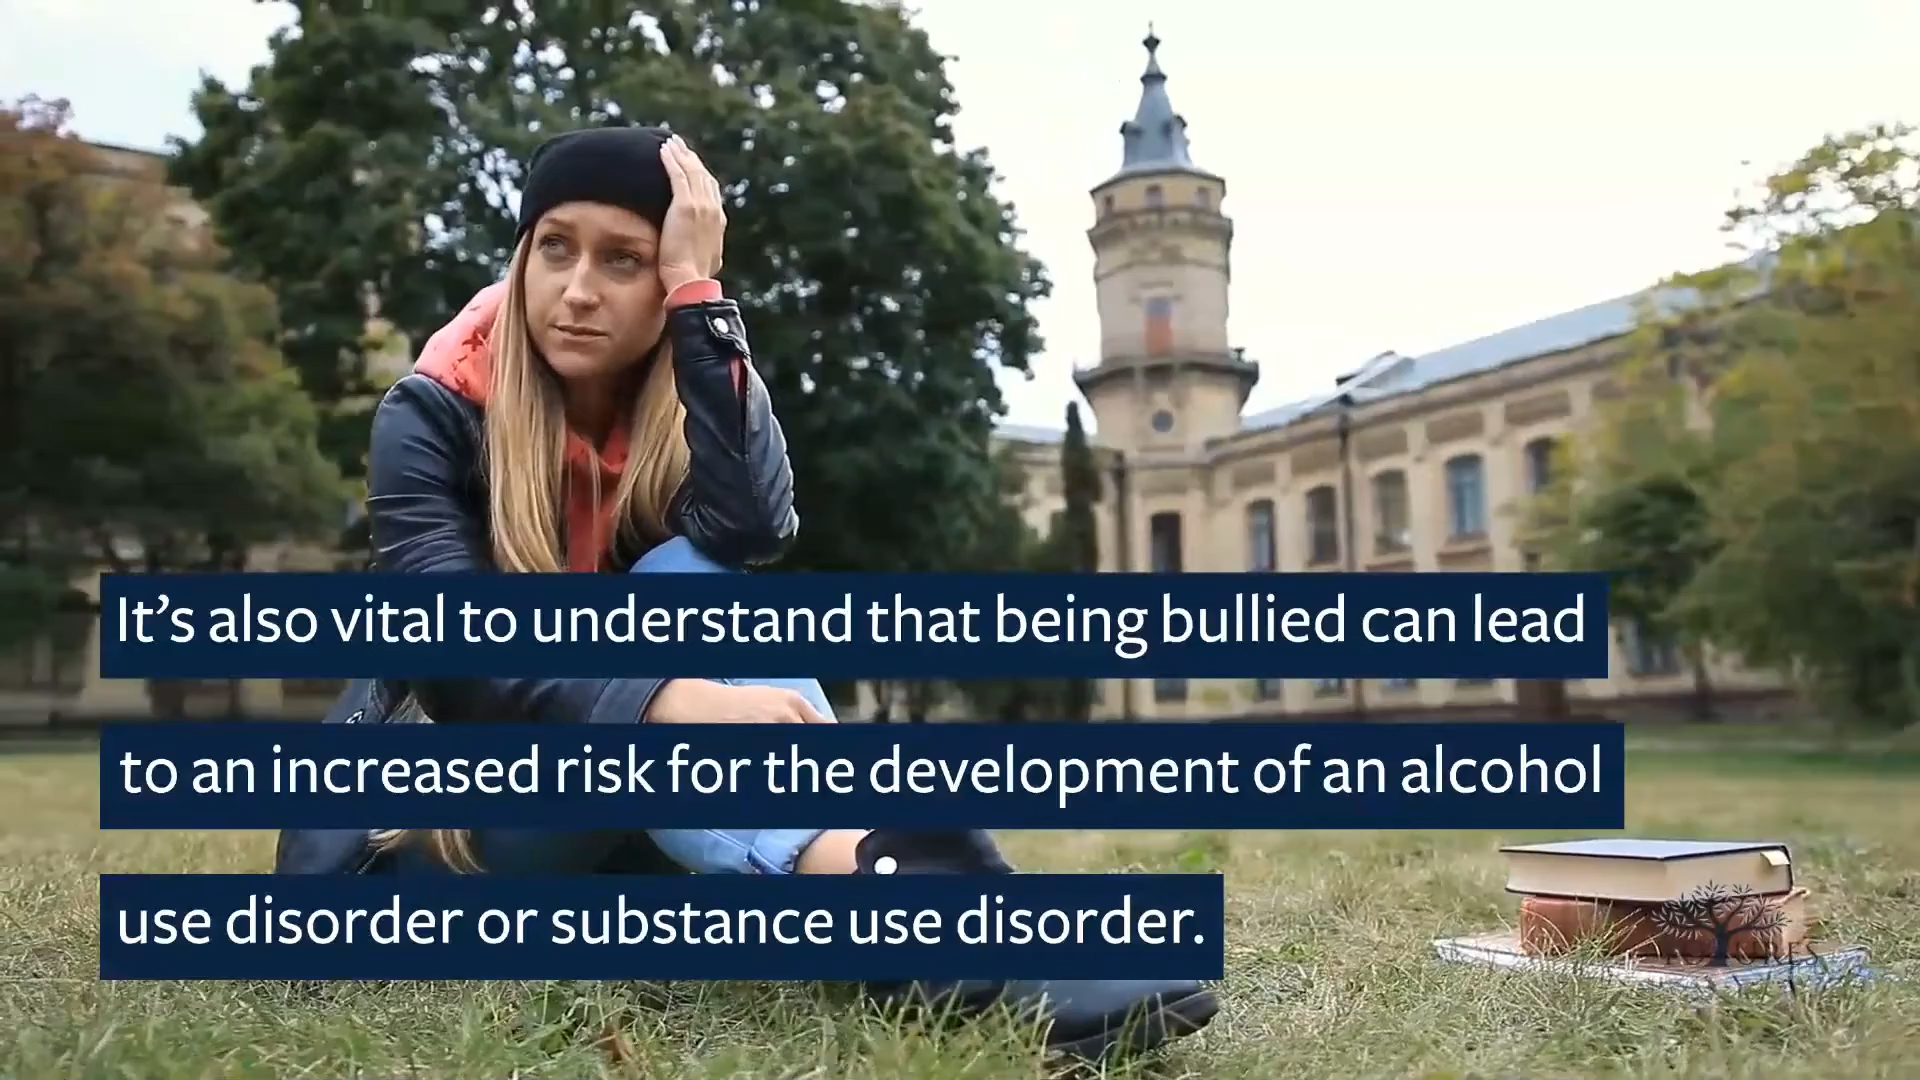 It's also vital to understand that being bullied can lead
to an increased risk for the development of an alcohol
use disorder or substance use disorder.